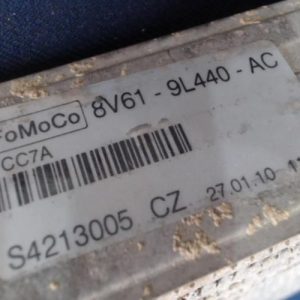 FoMoCo 8V61 - 9L440 - AC
CC7A
S4213005 CZ 27.01.10